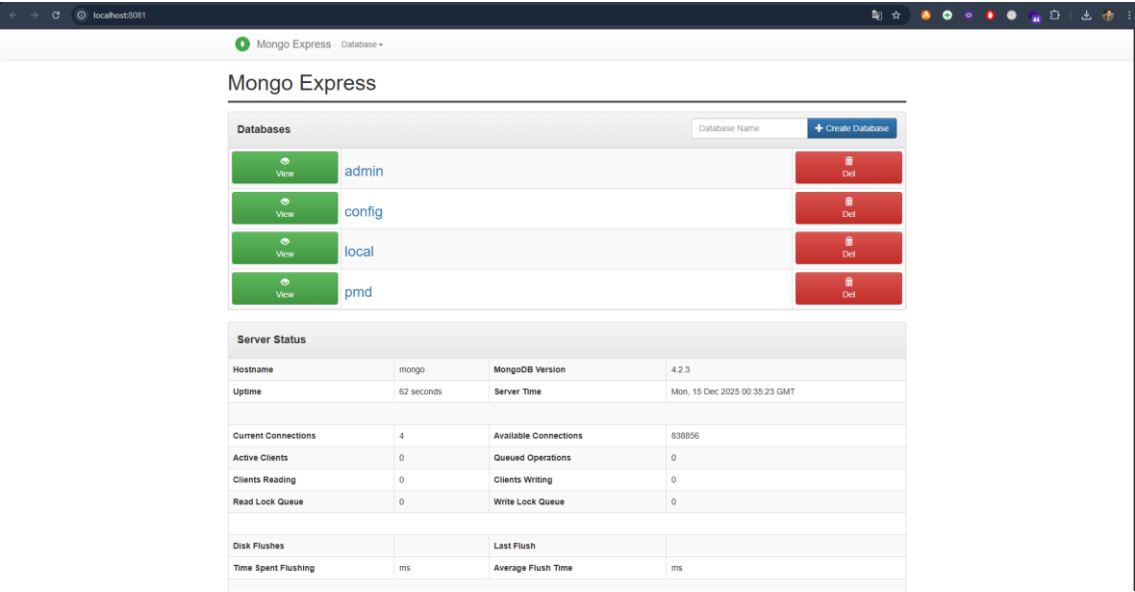 localhost:8081
44
Mongo Express Database
Mongo Express
Databases Database Name Create Database
View admin Del
View config Del
View local Del
View pmd Del
Server Status
Hostname mongo MongoDB Version 4.2.3
Uptime 62 seconds Server Time Mon, 15 Dec 2025 00:35:23 GMT
Current Connections 4 Available Connections 838856
Active Clients 0 Queued Operations 0
Clients Reading 0 Clients Writing 0
Read Lock Queue 0 Write Lock Queue 0
Disk Flushes Last Flush
Time Spent Flushing ms Average Flush Time ms